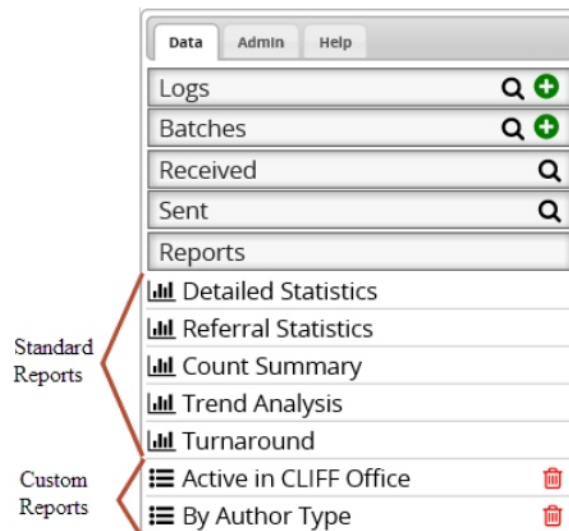 Data Admin Help
Logs
Batches
Received
Sent
Reports
Detailed Statistics
Referral Statistics
Count Summary
Trend Analysis
Turnaround
Active in CLIFF Office
By Author Type
Standard
Reports
Custom
Reports